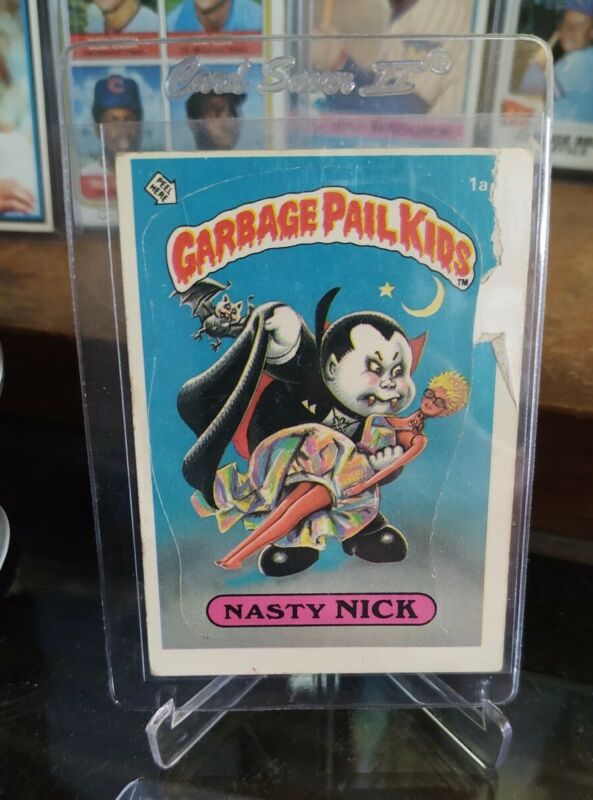 Card Saver II®
PEEL HERE
1a
GARBAGE PAIL KIDS
TM
NASTY NICK